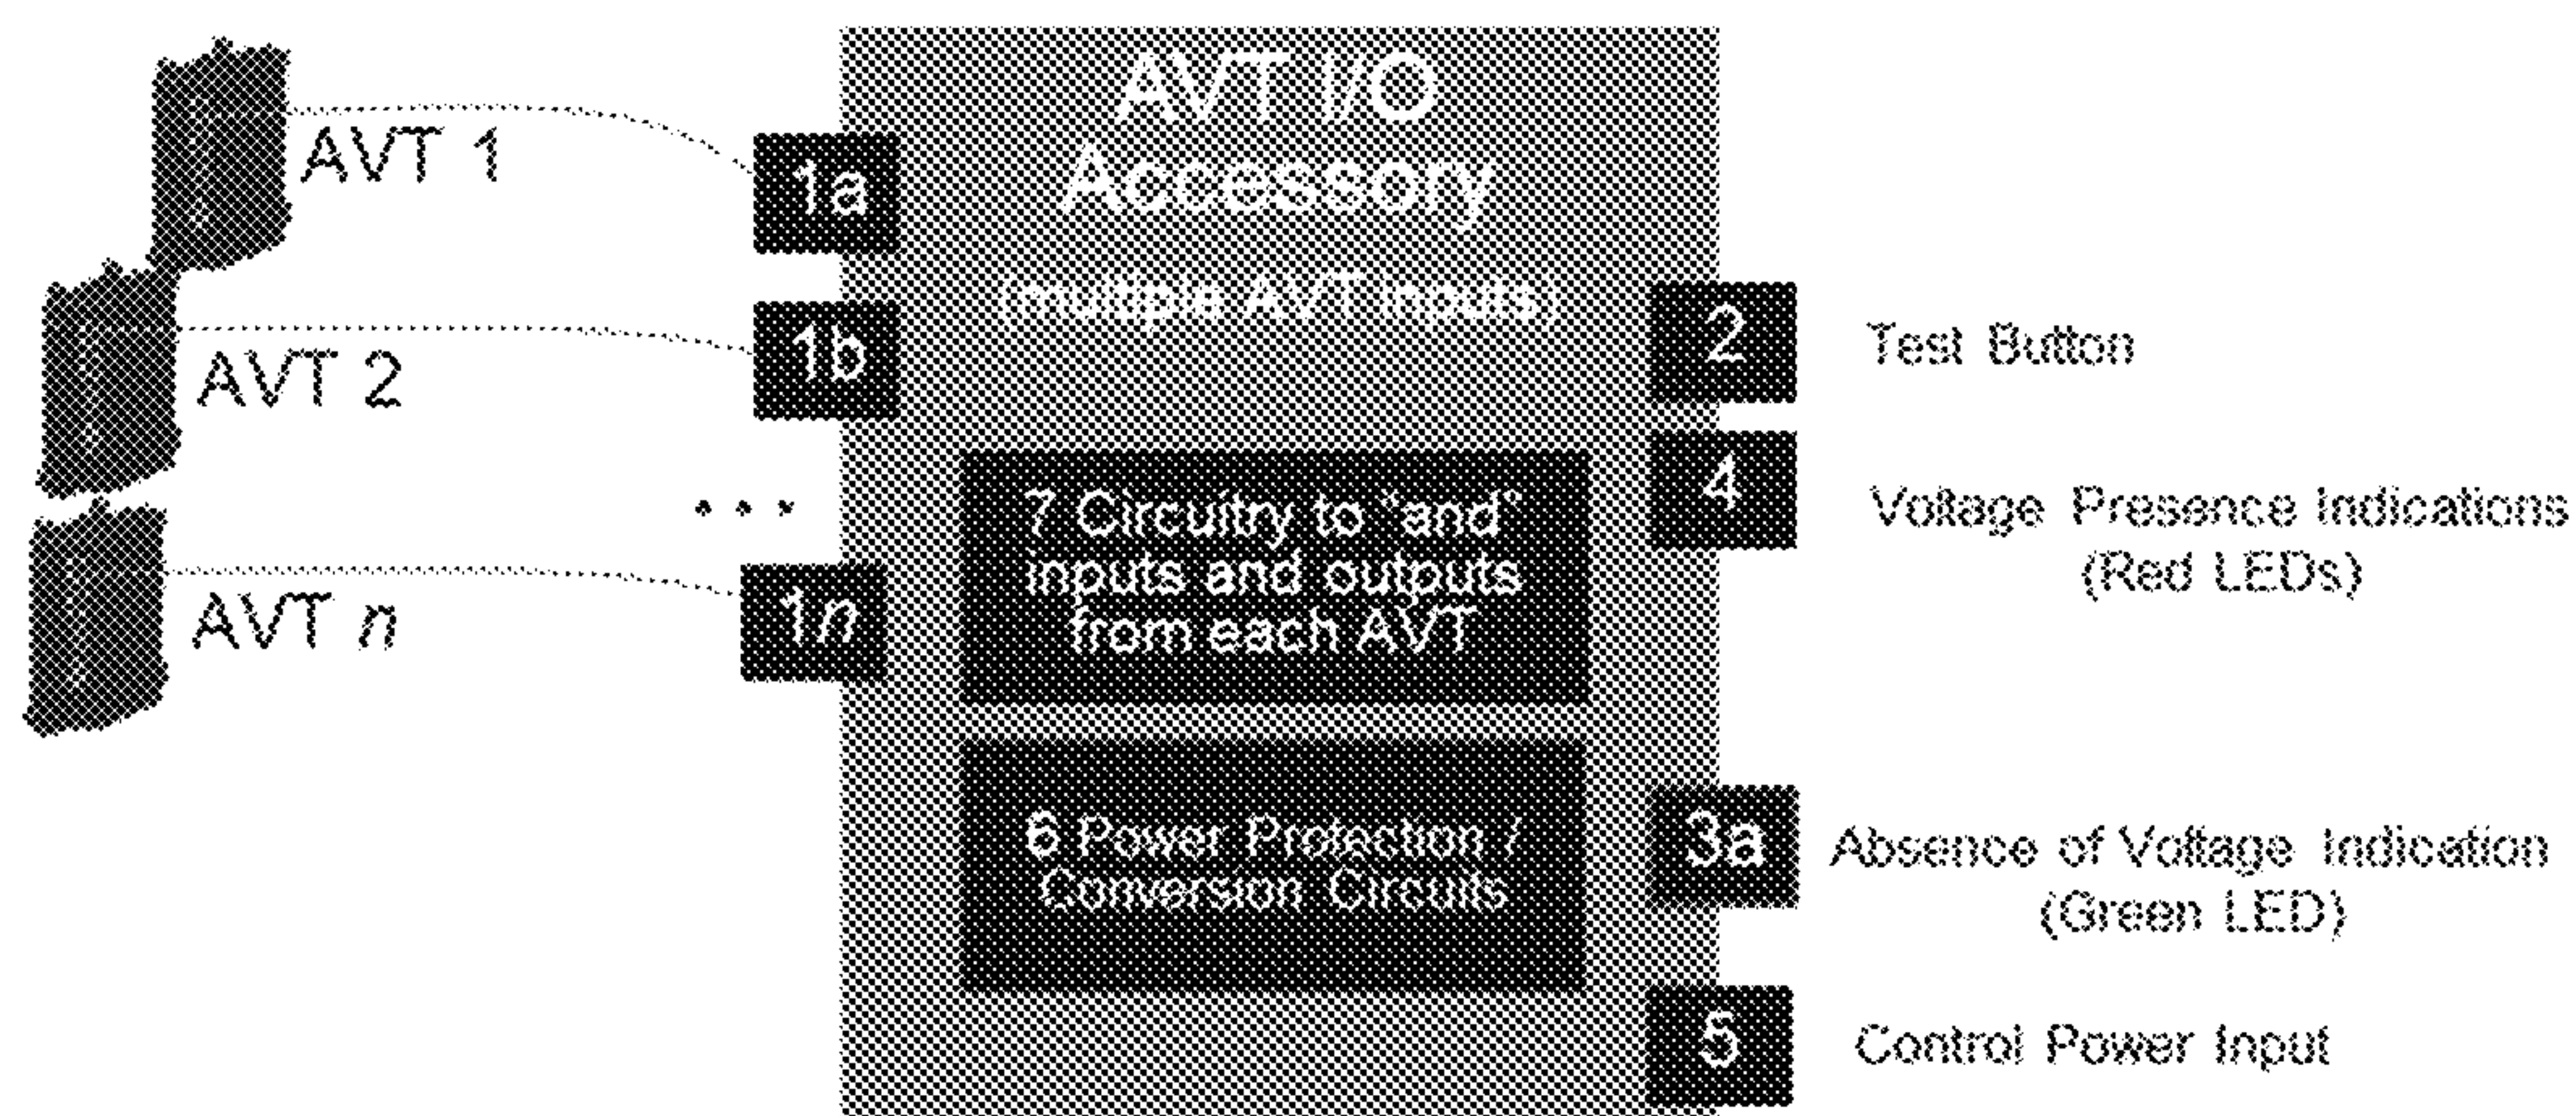 AVT I/O
Accessory
(multiple AVT inputs)
AVT 1
1a
AVT 2
1b
...
AVT n
1n
7 Circuitry to "and"
inputs and outputs
from each AVT
6 Power Protection /
Conversion Circuits
2
Test Button
4
Voltage Presence Indications
(Red LEDs)
3a
Absence of Voltage Indication
(Green LED)
5
Control Power Input